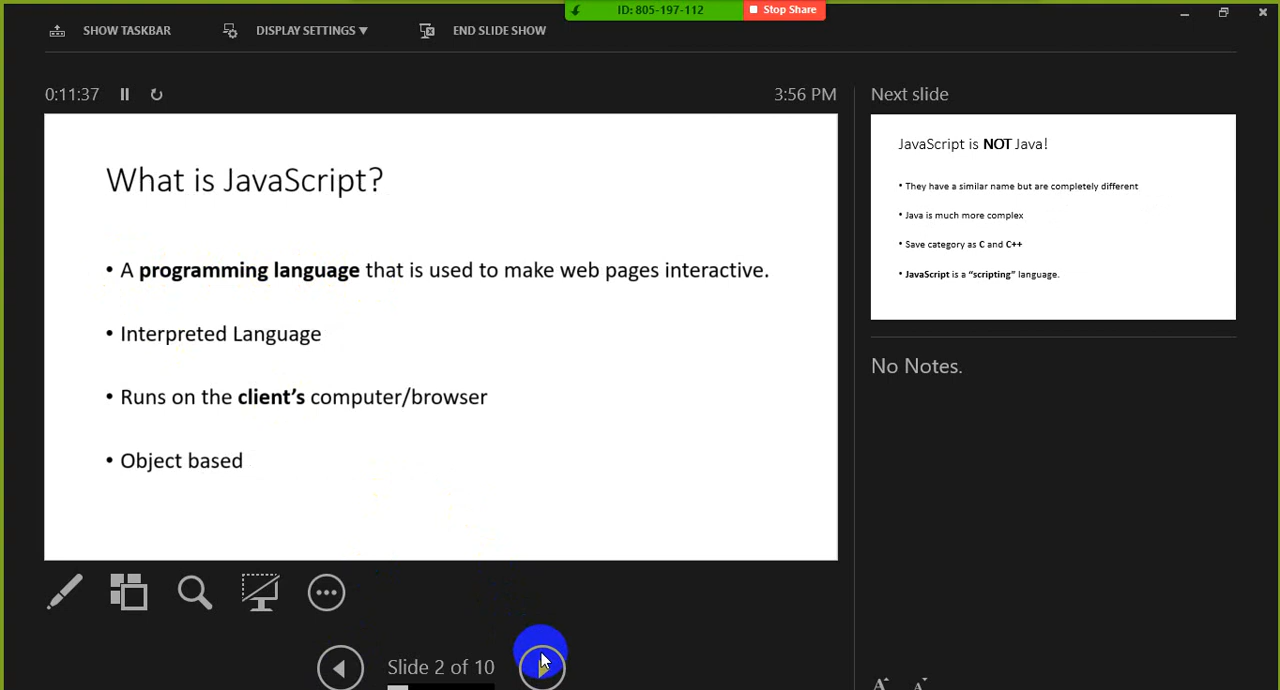 ID: 805-197-112
Stop Share
SHOW TASKBAR
DISPLAY SETTINGS ▼
END SLIDE SHOW
0:11:37
3:56 PM
What is JavaScript?
• A programming language that is used to make web pages interactive.
• Interpreted Language
• Runs on the client’s computer/browser
• Object based
Slide 2 of 10
Next slide
JavaScript is NOT Java!
• They have a similar name but are completely different
• Java is much more complex
• Save category as C and C++
• JavaScript is a “scripting” language.
No Notes.
A A